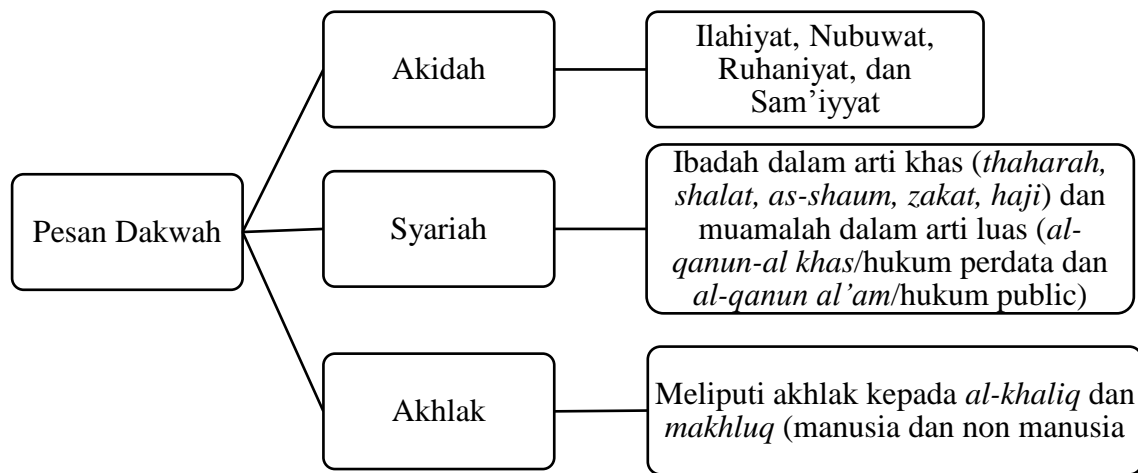 Pesan Dakwah
Akidah
Ilahiyat, Nubuwat,
Ruhaniyat, dan
Sam’iyyat
Syariah
Ibadah dalam arti khas (thaharah,
shalat, as-shaum, zakat, haji) dan
muamalah dalam arti luas (al-
qanun-al khas/hukum perdata dan
al-qanun al’am/hukum public)
Akhlak
Meliputi akhlak kepada al-khaliq dan
makhluq (manusia dan non manusia